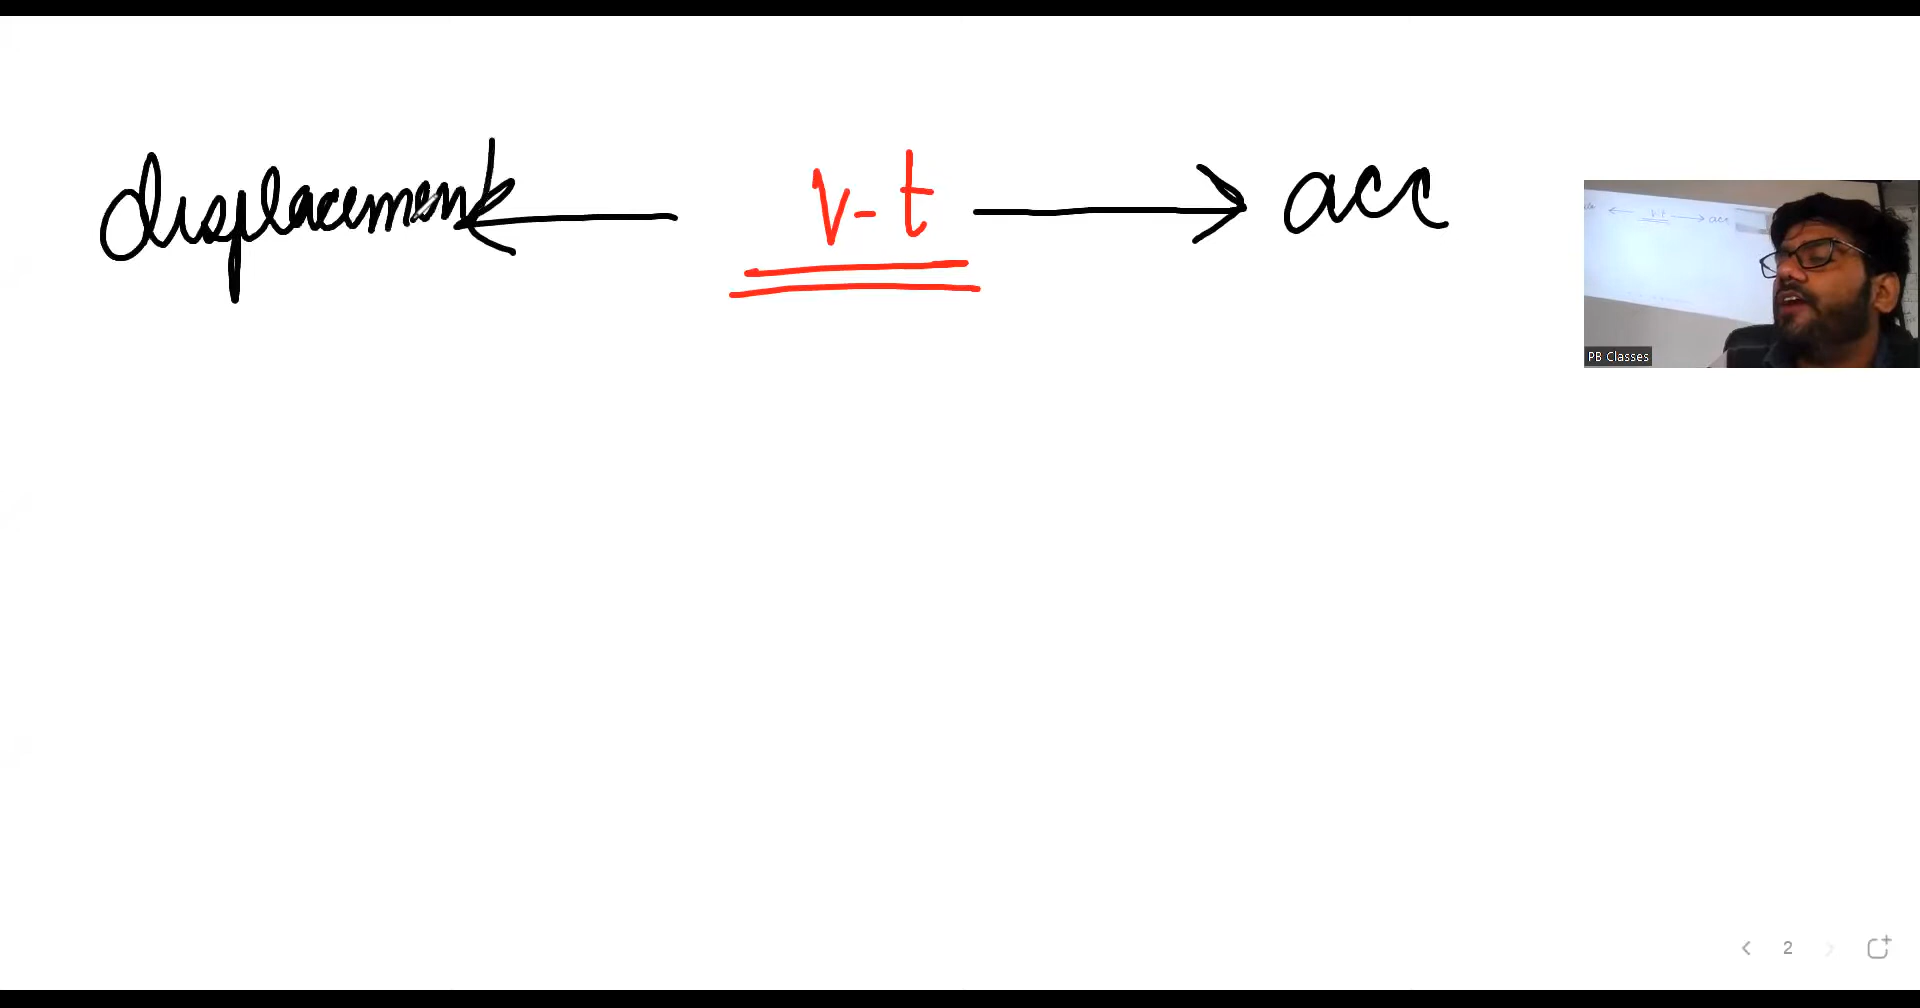 displacement ← v-t → acc
PB Classes
2